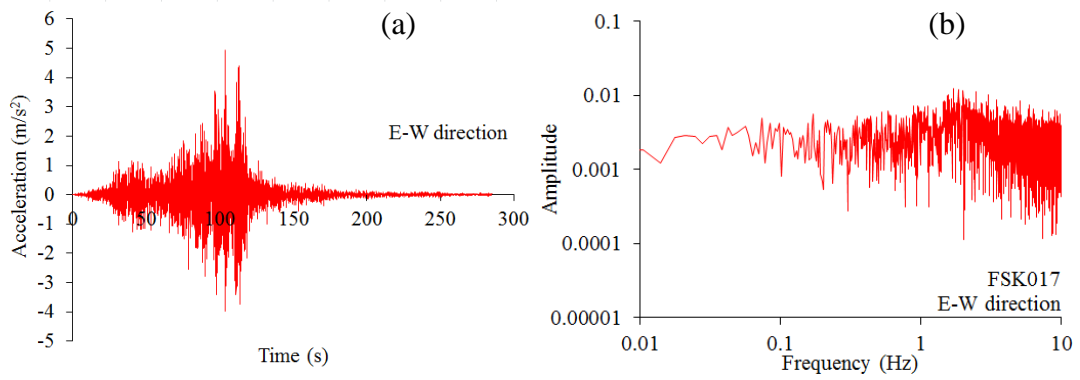 (a)
6
5
4
3
2
1
0
-1
-2
-3
-4
-5
Acceleration (m/s²)
E-W direction
0 50 100 150 200 250 300
Time (s)
(b)
0.1
0.01
0.001
0.0001
0.00001
Amplitude
FSK017
E-W direction
0.01 0.1 1 10
Frequency (Hz)